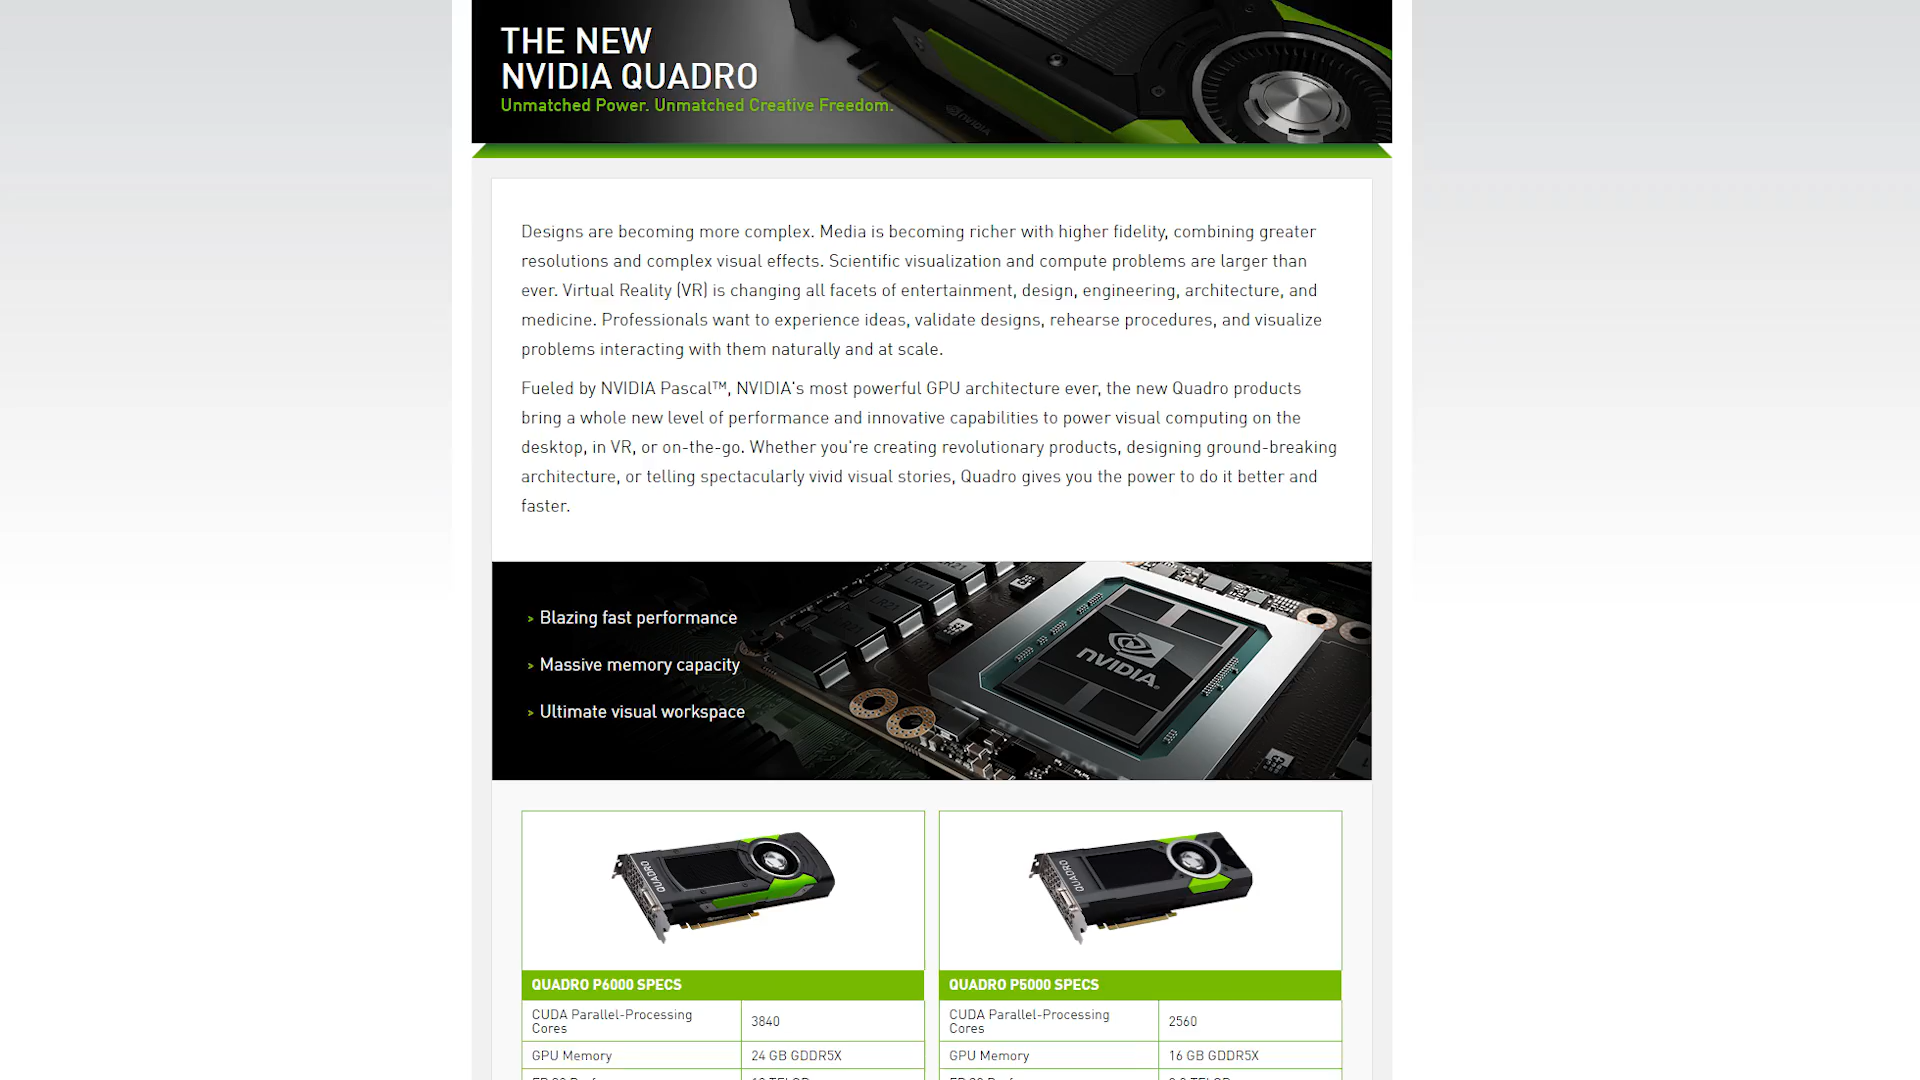 THE NEW
NVIDIA QUADRO
Unmatched Power. Unmatched Creative Freedom.
NVIDIA
Designs are becoming more complex. Media is becoming richer with higher fidelity, combining greater
resolutions and complex visual effects. Scientific visualization and compute problems are larger than
ever. Virtual Reality (VR) is changing all facets of entertainment, design, engineering, architecture, and
medicine. Professionals want to experience ideas, validate designs, rehearse procedures, and visualize
problems interacting with them naturally and at scale.
Fueled by NVIDIA Pascal™, NVIDIA's most powerful GPU architecture ever, the new Quadro products
bring a whole new level of performance and innovative capabilities to power visual computing on the
desktop, in VR, or on-the-go. Whether you're creating revolutionary products, designing ground-breaking
architecture, or telling spectacularly vivid visual stories, Quadro gives you the power to do it better and
faster.
> Blazing fast performance
> Massive memory capacity
> Ultimate visual workspace
LR21
LR21
LR21
LR21
NVIDIA®
QUADRO
QUADRO
QUADRO P6000 SPECS
CUDA Parallel-Processing
Cores
3840
GPU Memory
24 GB GDDR5X
QUADRO P5000 SPECS
CUDA Parallel-Processing
Cores
2560
GPU Memory
16 GB GDDR5X